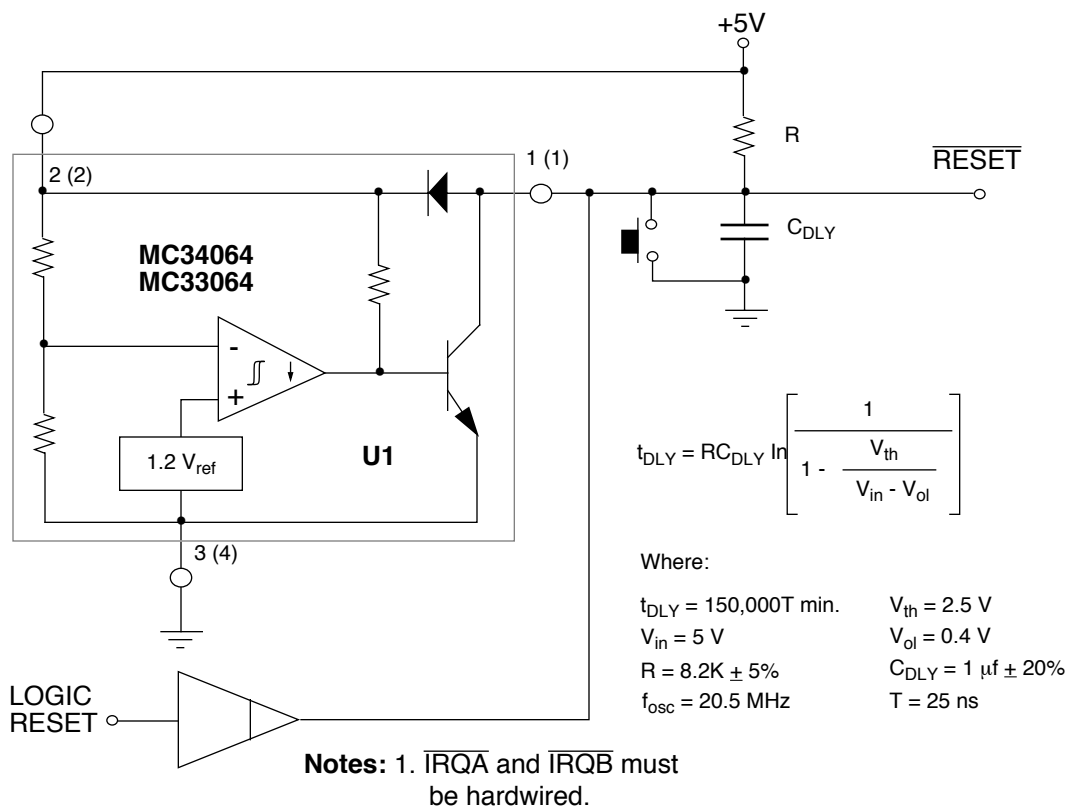 +5V
R
1 (1)
RESET
2 (2)
C_DLY
MC34064
MC33064
-
+
1.2 V_ref
U1
t_DLY = RC_DLY In [ 1 / (1 - V_th / (V_in - V_ol)) ]
3 (4)
Where:
t_DLY = 150,000T min. V_th = 2.5 V
V_in = 5 V V_ol = 0.4 V
R = 8.2K ± 5% C_DLY = 1 μf ± 20%
f_osc = 20.5 MHz T = 25 ns
LOGIC
RESET
Notes: 1. IRQA and IRQB must
be hardwired.